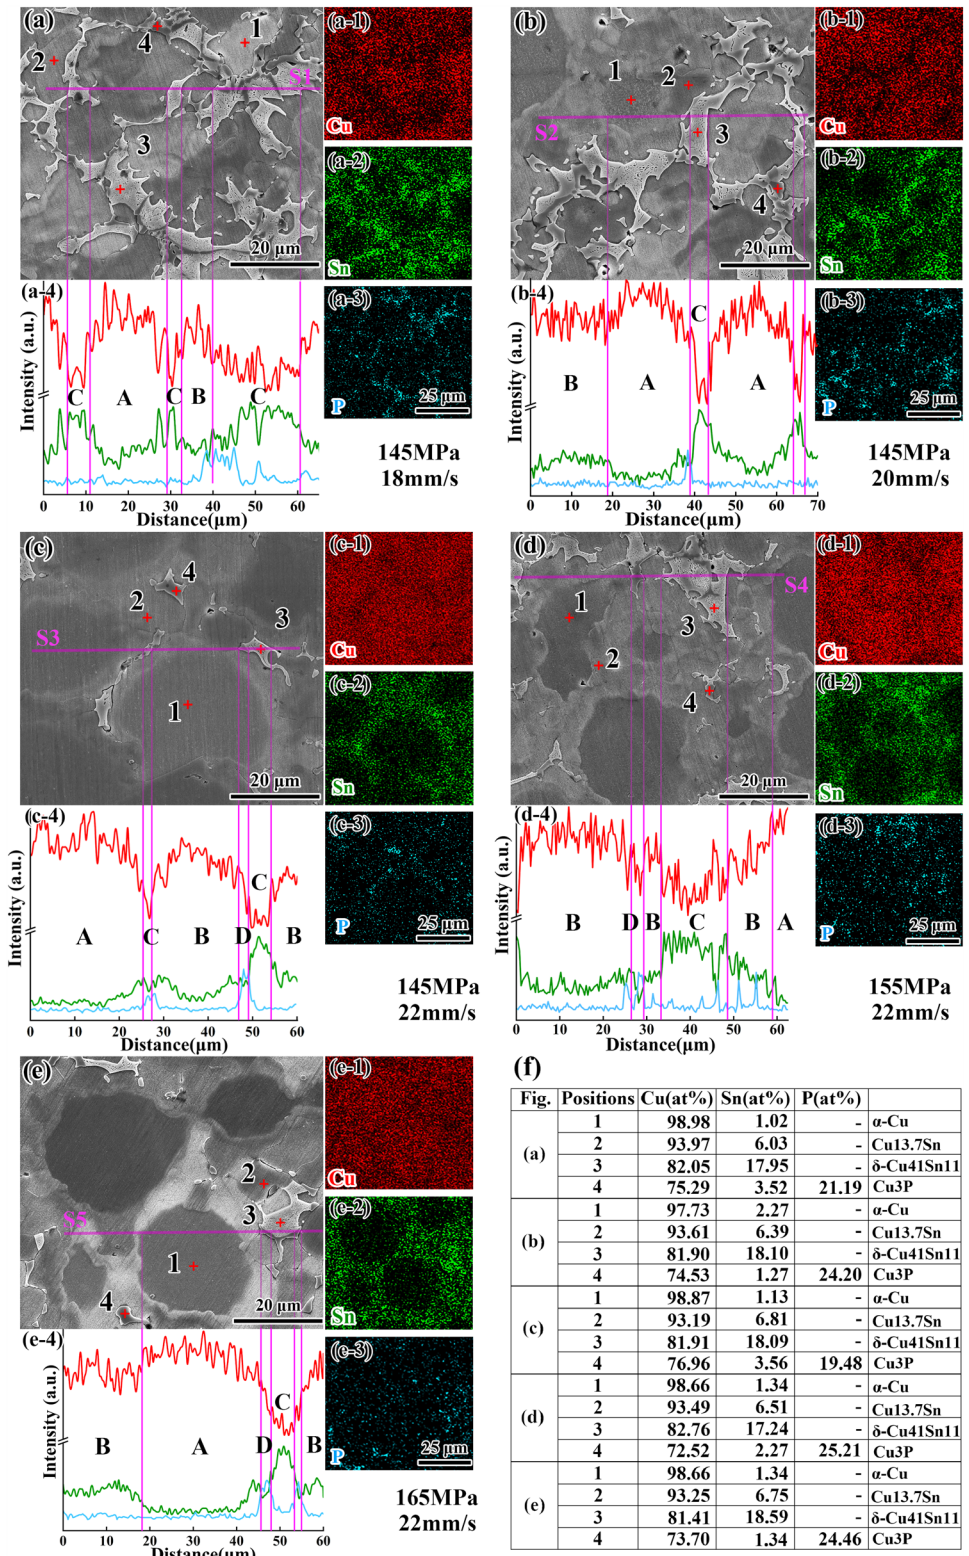 (a)
1
4
2
S1
3
20 μm
(a-1)
Cu
(a-2)
Sn
(a-3)
P
25 μm
(a-4)
Intensity (a.u.)
C
A
C
B
C
0 10 20 30 40 50 60
Distance(μm)
145MPa
18mm/s
(b)
1
2
S2
3
4
20 μm
(b-1)
Cu
(b-2)
Sn
(b-3)
P
25 μm
(b-4)
Intensity (a.u.)
C
B
A
A
0 10 20 30 40 50 60 70
Distance(μm)
145MPa
20mm/s
(c)
4
2
3
S3
1
20 μm
(c-1)
Cu
(c-2)
Sn
(c-3)
P
25 μm
(c-4)
Intensity (a.u.)
C
A
C
B
D
B
0 10 20 30 40 50 60
Distance(μm)
145MPa
22mm/s
(d)
S4
1
3
2
4
20 μm
(d-1)
Cu
(d-2)
Sn
(d-3)
P
25 μm
(d-4)
Intensity (a.u.)
B
D
B
C
B
A
0 10 20 30 40 50 60
Distance(μm)
155MPa
22mm/s
(e)
2
3
S5
1
4
20 μm
(e-1)
Cu
(e-2)
Sn
(e-3)
P
25 μm
(e-4)
Intensity (a.u.)
C
B
A
D
B
0 10 20 30 40 50 60
Distance(μm)
165MPa
22mm/s
(f)
Fig. Positions Cu(at%) Sn(at%) P(at%)
(a)
1 98.98 1.02 - α-Cu
2 93.97 6.03 - Cu13.7Sn
3 82.05 17.95 - δ-Cu41Sn11
4 75.29 3.52 21.19 Cu3P
(b)
1 97.73 2.27 - α-Cu
2 93.61 6.39 - Cu13.7Sn
3 81.90 18.10 - δ-Cu41Sn11
4 74.53 1.27 24.20 Cu3P
(c)
1 98.87 1.13 - α-Cu
2 93.19 6.81 - Cu13.7Sn
3 81.91 18.09 - δ-Cu41Sn11
4 76.96 3.56 19.48 Cu3P
(d)
1 98.66 1.34 - α-Cu
2 93.49 6.51 - Cu13.7Sn
3 82.76 17.24 - δ-Cu41Sn11
4 72.52 2.27 25.21 Cu3P
(e)
1 98.66 1.34 - α-Cu
2 93.25 6.75 - Cu13.7Sn
3 81.41 18.59 - δ-Cu41Sn11
4 73.70 1.34 24.46 Cu3P